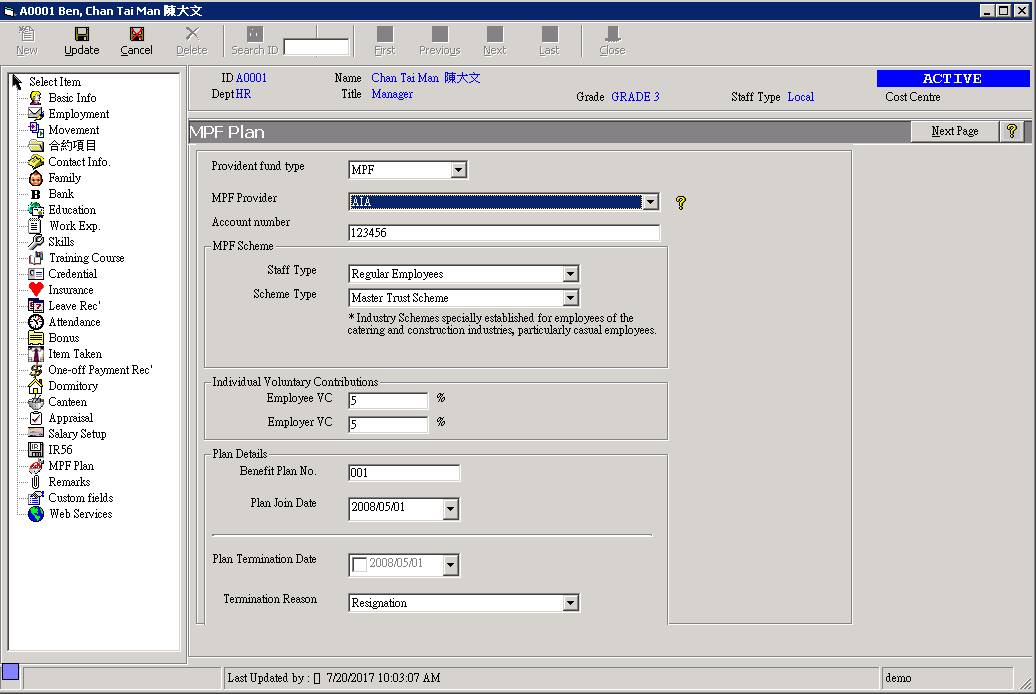 A0001 Ben, Chan Tai Man 陳大文
New Update Cancel Delete Search ID First Previous Next Last Close
Select Item
Basic Info
Employment
Movement
合約項目
Contact Info.
Family
Bank
Education
Work Exp.
Skills
Training Course
Credential
Insurance
Leave Rec'
Attendance
Bonus
Item Taken
One-off Payment Rec'
Dormitory
Canteen
Appraisal
Salary Setup
IR56
MPF Plan
Remarks
Custom fields
Web Services
ID A0001 Name Chan Tai Man 陳大文 ACTIVE
Dept HR Title Manager Grade GRADE 3 Staff Type Local Cost Centre
MPF Plan Next Page ?
Provident fund type MPF
MPF Provider AIA ?
Account number 123456
MPF Scheme
Staff Type Regular Employees
Scheme Type Master Trust Scheme
* Industry Schemes specially established for employees of the
catering and construction industries, particularly casual employees.
Individual Voluntary Contributions
Employee VC 5 %
Employer VC 5 %
Plan Details
Benefit Plan No. 001
Plan Join Date 2008/05/01
Plan Termination Date 2008/05/01
Termination Reason Resignation
Last Updated by : 7/20/2017 10:03:07 AM demo